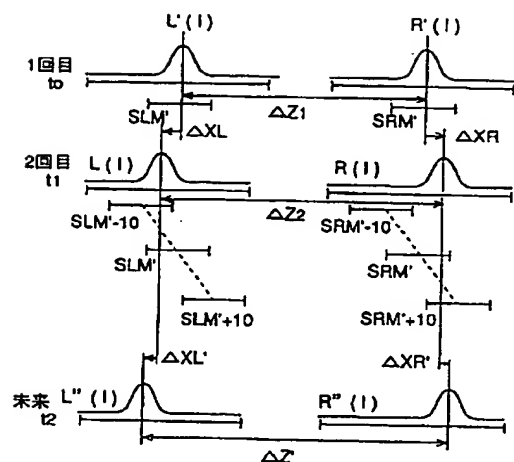 L'(I) R'(I)
1回目
to
SLM' ΔXL ΔZ1 SRM' ΔXR
2回目
t1
L(I) R(I)
SLM'-10 ΔZ2 SRM'-10
SLM' SRM'
SLM'+10 SRM'+10
ΔXL' ΔXR'
未来
t2
L"(I) R"(I)
ΔZ'